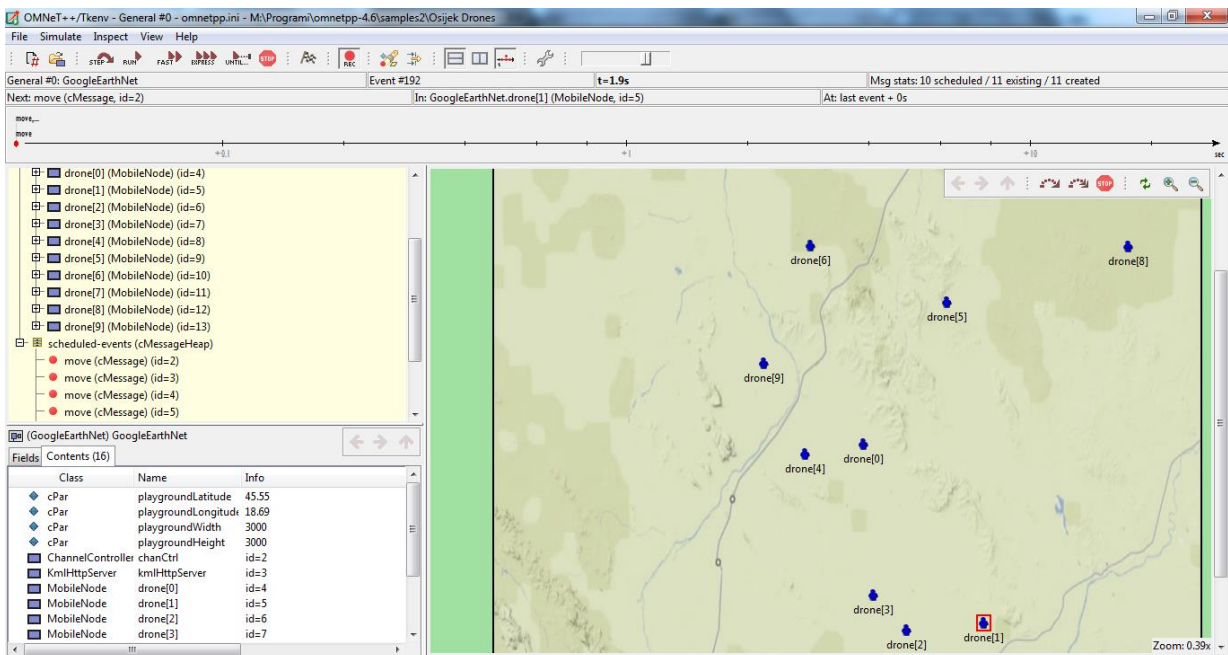 OMNeT++/Tkenv - General #0 - omnetpp.ini - M:\Programi\omnetpp-4.6\samples2\Osijek Drones
File Simulate Inspect View Help
STEP RUN FAST EXPRESS UNTIL... STOP REC
General #0: GoogleEarthNet Event #192 t=1.9s Msg stats: 10 scheduled / 11 existing / 11 created
Next: move (cMessage, id=2) In: GoogleEarthNet.drone[1] (MobileNode, id=5) At: last event + 0s
move,...
move
+0.1 +1 +10 sec
drone[0] (MobileNode) (id=4)
drone[1] (MobileNode) (id=5)
drone[2] (MobileNode) (id=6)
drone[3] (MobileNode) (id=7)
drone[4] (MobileNode) (id=8)
drone[5] (MobileNode) (id=9)
drone[6] (MobileNode) (id=10)
drone[7] (MobileNode) (id=11)
drone[8] (MobileNode) (id=12)
drone[9] (MobileNode) (id=13)
scheduled-events (cMessageHeap)
move (cMessage) (id=2)
move (cMessage) (id=3)
move (cMessage) (id=4)
move (cMessage) (id=5)
(GoogleEarthNet) GoogleEarthNet
Fields Contents (16)
Class Name Info
cPar playgroundLatitude 45.55
cPar playgroundLongitude 18.69
cPar playgroundWidth 3000
cPar playgroundHeight 3000
ChannelController chanCtrl id=2
KmlHttpServer kmlHttpServer id=3
MobileNode drone[0] id=4
MobileNode drone[1] id=5
MobileNode drone[2] id=6
MobileNode drone[3] id=7
STOP
drone[6]
drone[8]
drone[5]
drone[9]
drone[0]
drone[4]
drone[3]
drone[1]
drone[2]
Zoom: 0.39x